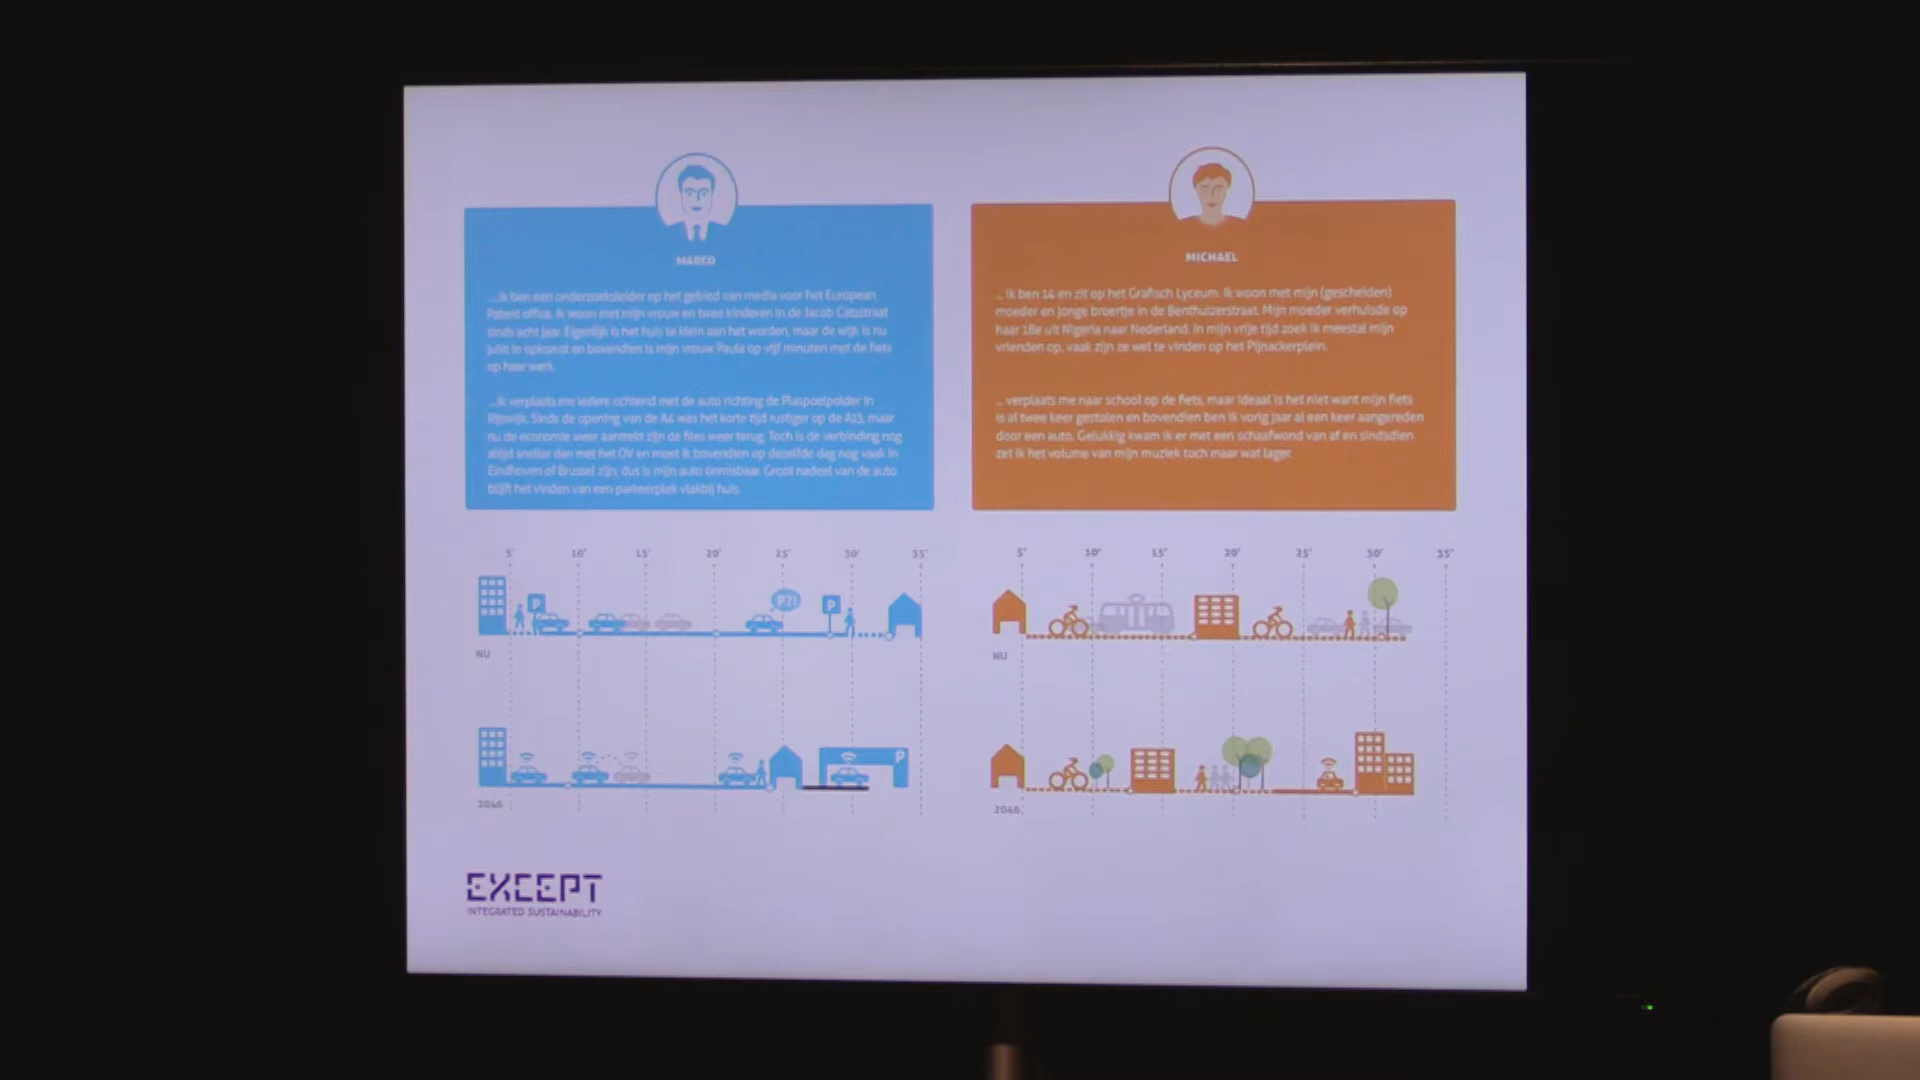 MARCO
...ik ben een onderzoeksleider op het gebied van media voor het European
Patent office. Ik woon met mijn vrouw en twee kinderen in de Jacob Catsstraat
sinds acht jaar. Eigenlijk is het huis te klein aan het worden, maar de wijk is nu
juist in opkomst en bovendien is mijn vrouw Paula op vijf minuten met de fiets
op haar werk.
...ik verplaats me iedere ochtend met de auto richting de Plaspoelpolder in
Rijswijk. Sinds de opening van de A4 was het korte tijd rustiger op de A13, maar
nu de economie weer aantrekt zijn de files weer terug. Toch is de verbinding nog
altijd sneller dan met het OV en moet ik bovendien op dezelfde dag nog vaak in
Eindhoven of Brussel zijn, dus is mijn auto onmisbaar. Groot nadeel van de auto
blijft het vinden van een parkeerplek vlakbij huis.
5' 10' 15' 20' 25' 30' 35'
P P?! P
NU
P
2046
MICHAEL
... ik ben 14 en zit op het Grafisch Lyceum. Ik woon met mijn (gescheiden)
moeder en jonge broertje in de Benthuizerstraat. Mijn moeder verhuisde op
haar 18e uit Nigeria naar Nederland. In mijn vrije tijd zoek ik meestal mijn
vrienden op, vaak zijn ze wel te vinden op het Pijnackerplein.
... verplaats me naar school op de fiets, maar ideaal is het niet want mijn fiets
is al twee keer gestolen en bovendien ben ik vorig jaar al een keer aangereden
door een auto. Gelukkig kwam ik er met een schaafwond van af en sindsdien
zet ik het volume van mijn muziek toch maar wat lager.
5' 10' 15' 20' 25' 30' 35'
NU
2046
EXCEPT
INTEGRATED SUSTAINABILITY